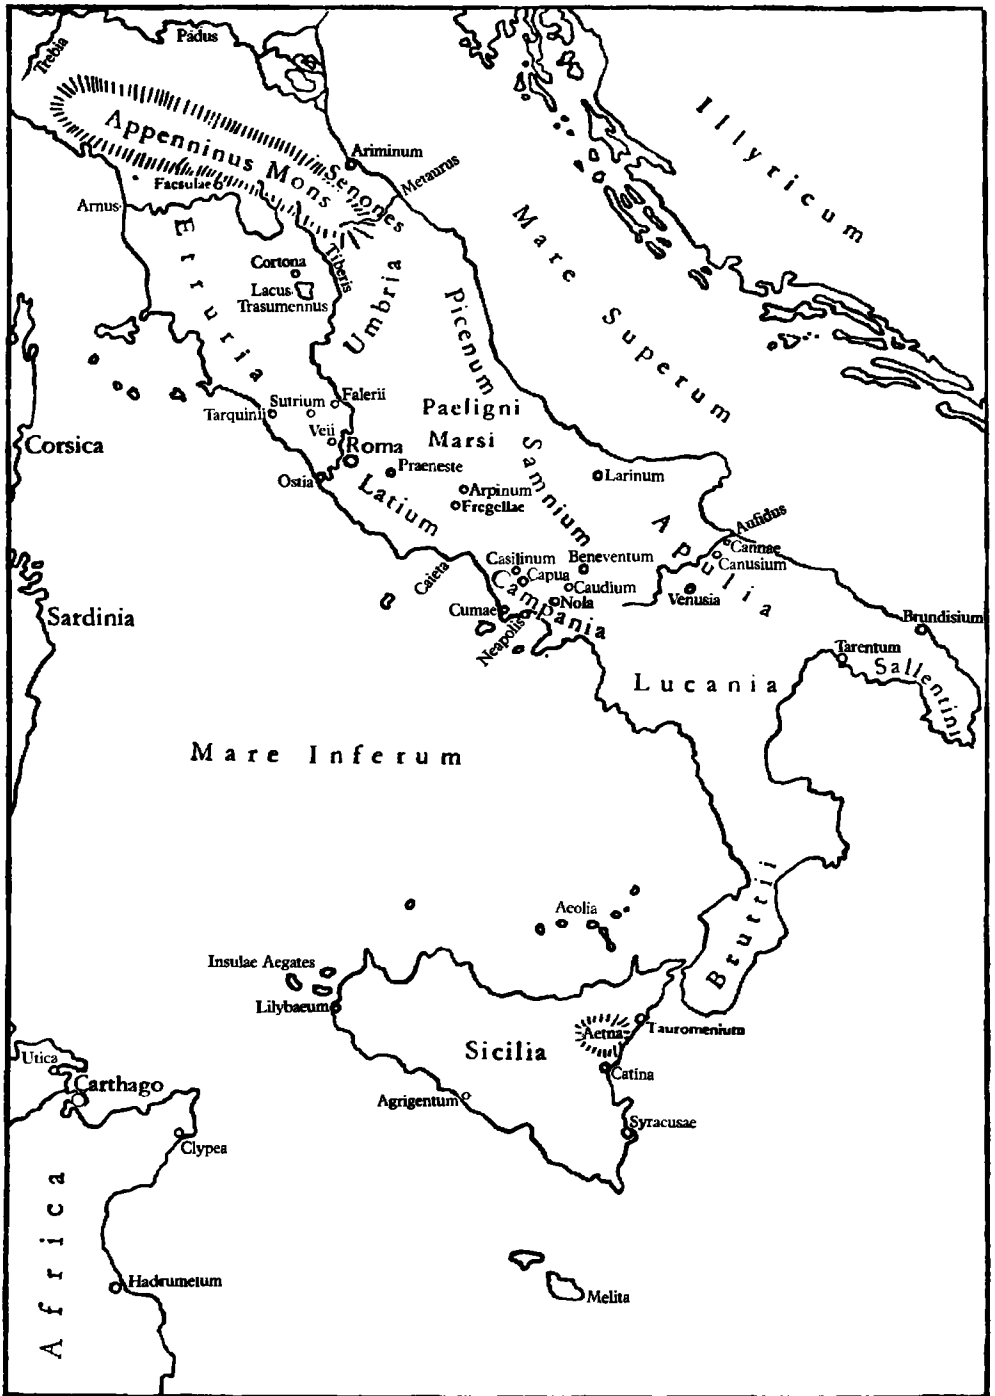 Padus
Trebia
Appenninus Mons
Ariminum
Senones
Metaurus
Illyricum
Faesulae
Arnus
Mare Superum
Etruria
Cortona
Tiberis
Lacus
Trasumennus
Umbria
Picenum
Sutrium
Falerii
Tarquinii
Paeligni
Veii
Marsi
Roma
Corsica
Samnium
Praeneste
Larinum
Ostia
Latium
Arpinum
Fregellae
Apulia
Aufidus
Cannae
Canusium
Casilinum
Beneventum
Caieta
Capua
Caudium
Campania
Venusia
Nola
Cumae
Neapolis
Sardinia
Brundisium
Tarentum
Sallentini
Lucania
Mare Inferum
Bruttii
Aeolia
Insulae Aegates
Lilybaeum
Tauromenium
Aetna
Sicilia
Utica
Catina
Carthago
Agrigentum
Syracusae
Clypea
Africa
Hadrumetum
Melita